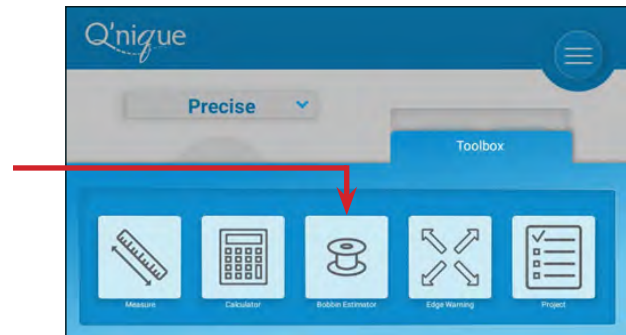 Q'nique
Precise
Toolbox
Measure
Calculator
Bobbin Estimator
Edge Warning
Project